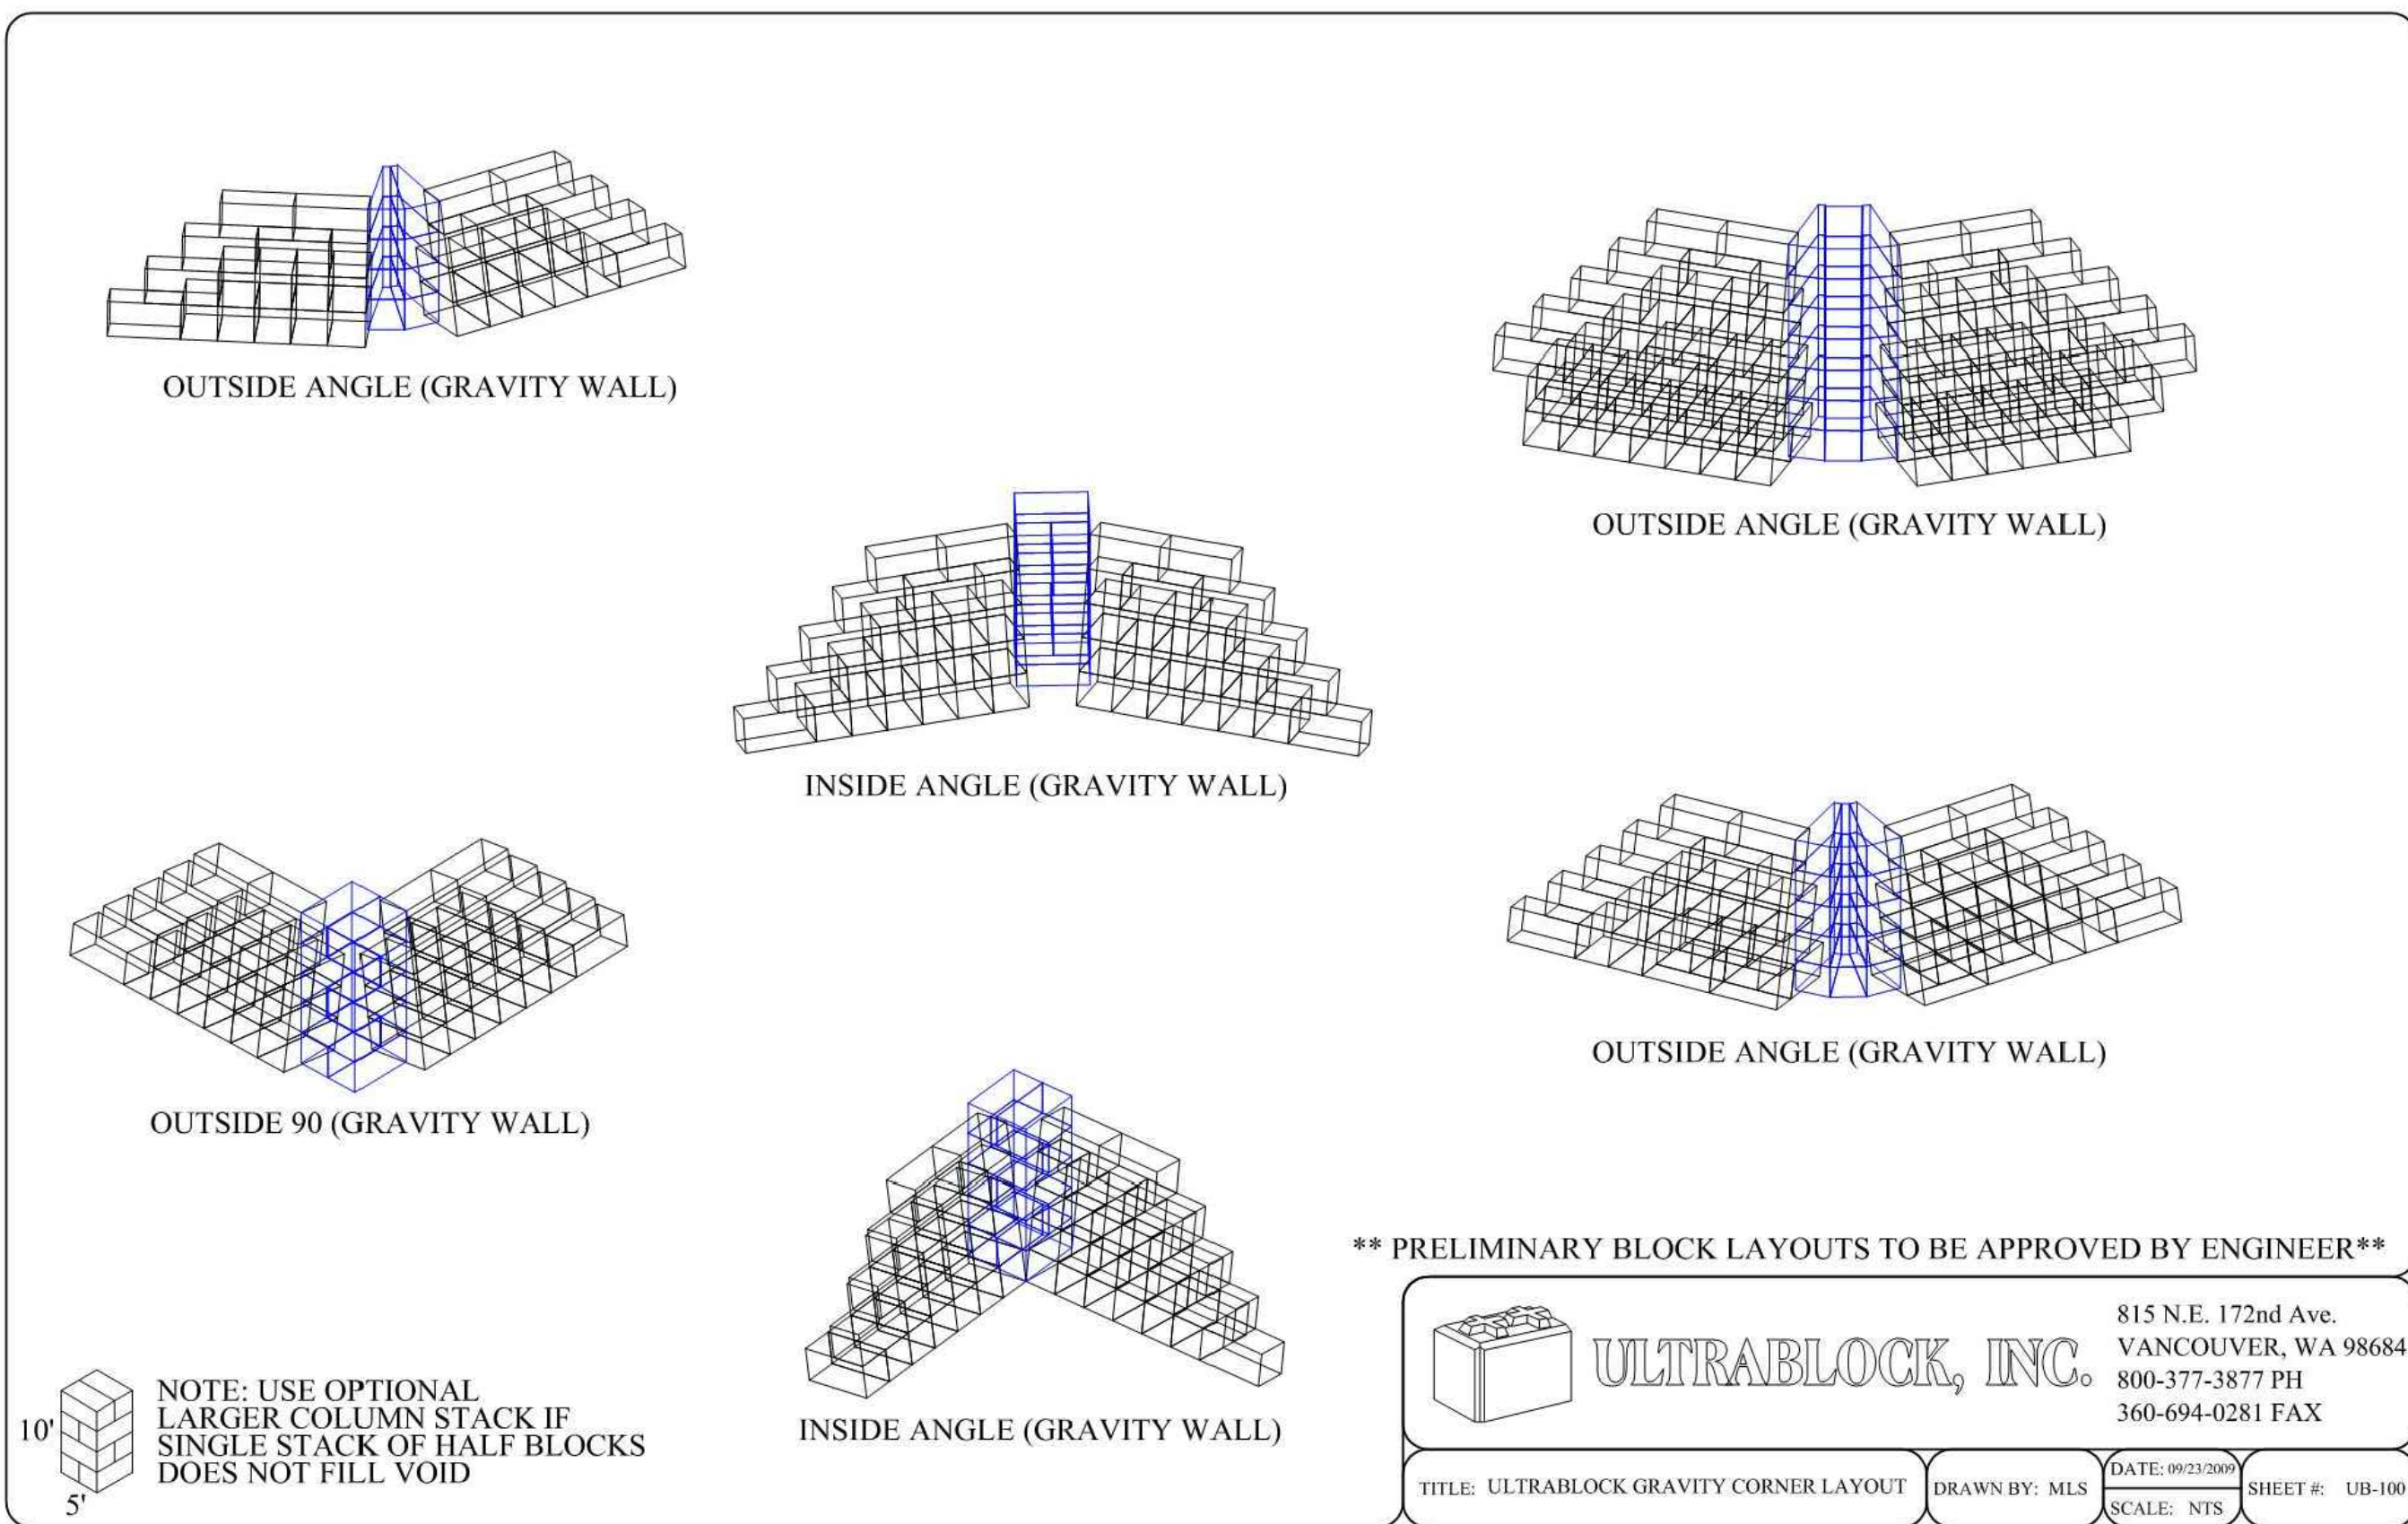 OUTSIDE ANGLE (GRAVITY WALL)
OUTSIDE ANGLE (GRAVITY WALL)
INSIDE ANGLE (GRAVITY WALL)
OUTSIDE 90 (GRAVITY WALL)
OUTSIDE ANGLE (GRAVITY WALL)
INSIDE ANGLE (GRAVITY WALL)
10'
5'
NOTE: USE OPTIONAL
LARGER COLUMN STACK IF
SINGLE STACK OF HALF BLOCKS
DOES NOT FILL VOID
** PRELIMINARY BLOCK LAYOUTS TO BE APPROVED BY ENGINEER**
ULTRABLOCK, INC.
815 N.E. 172nd Ave.
VANCOUVER, WA 98684
800-377-3877 PH
360-694-0281 FAX
TITLE: ULTRABLOCK GRAVITY CORNER LAYOUT
DRAWN BY: MLS
DATE: 09/23/2009
SCALE: NTS
SHEET #: UB-100